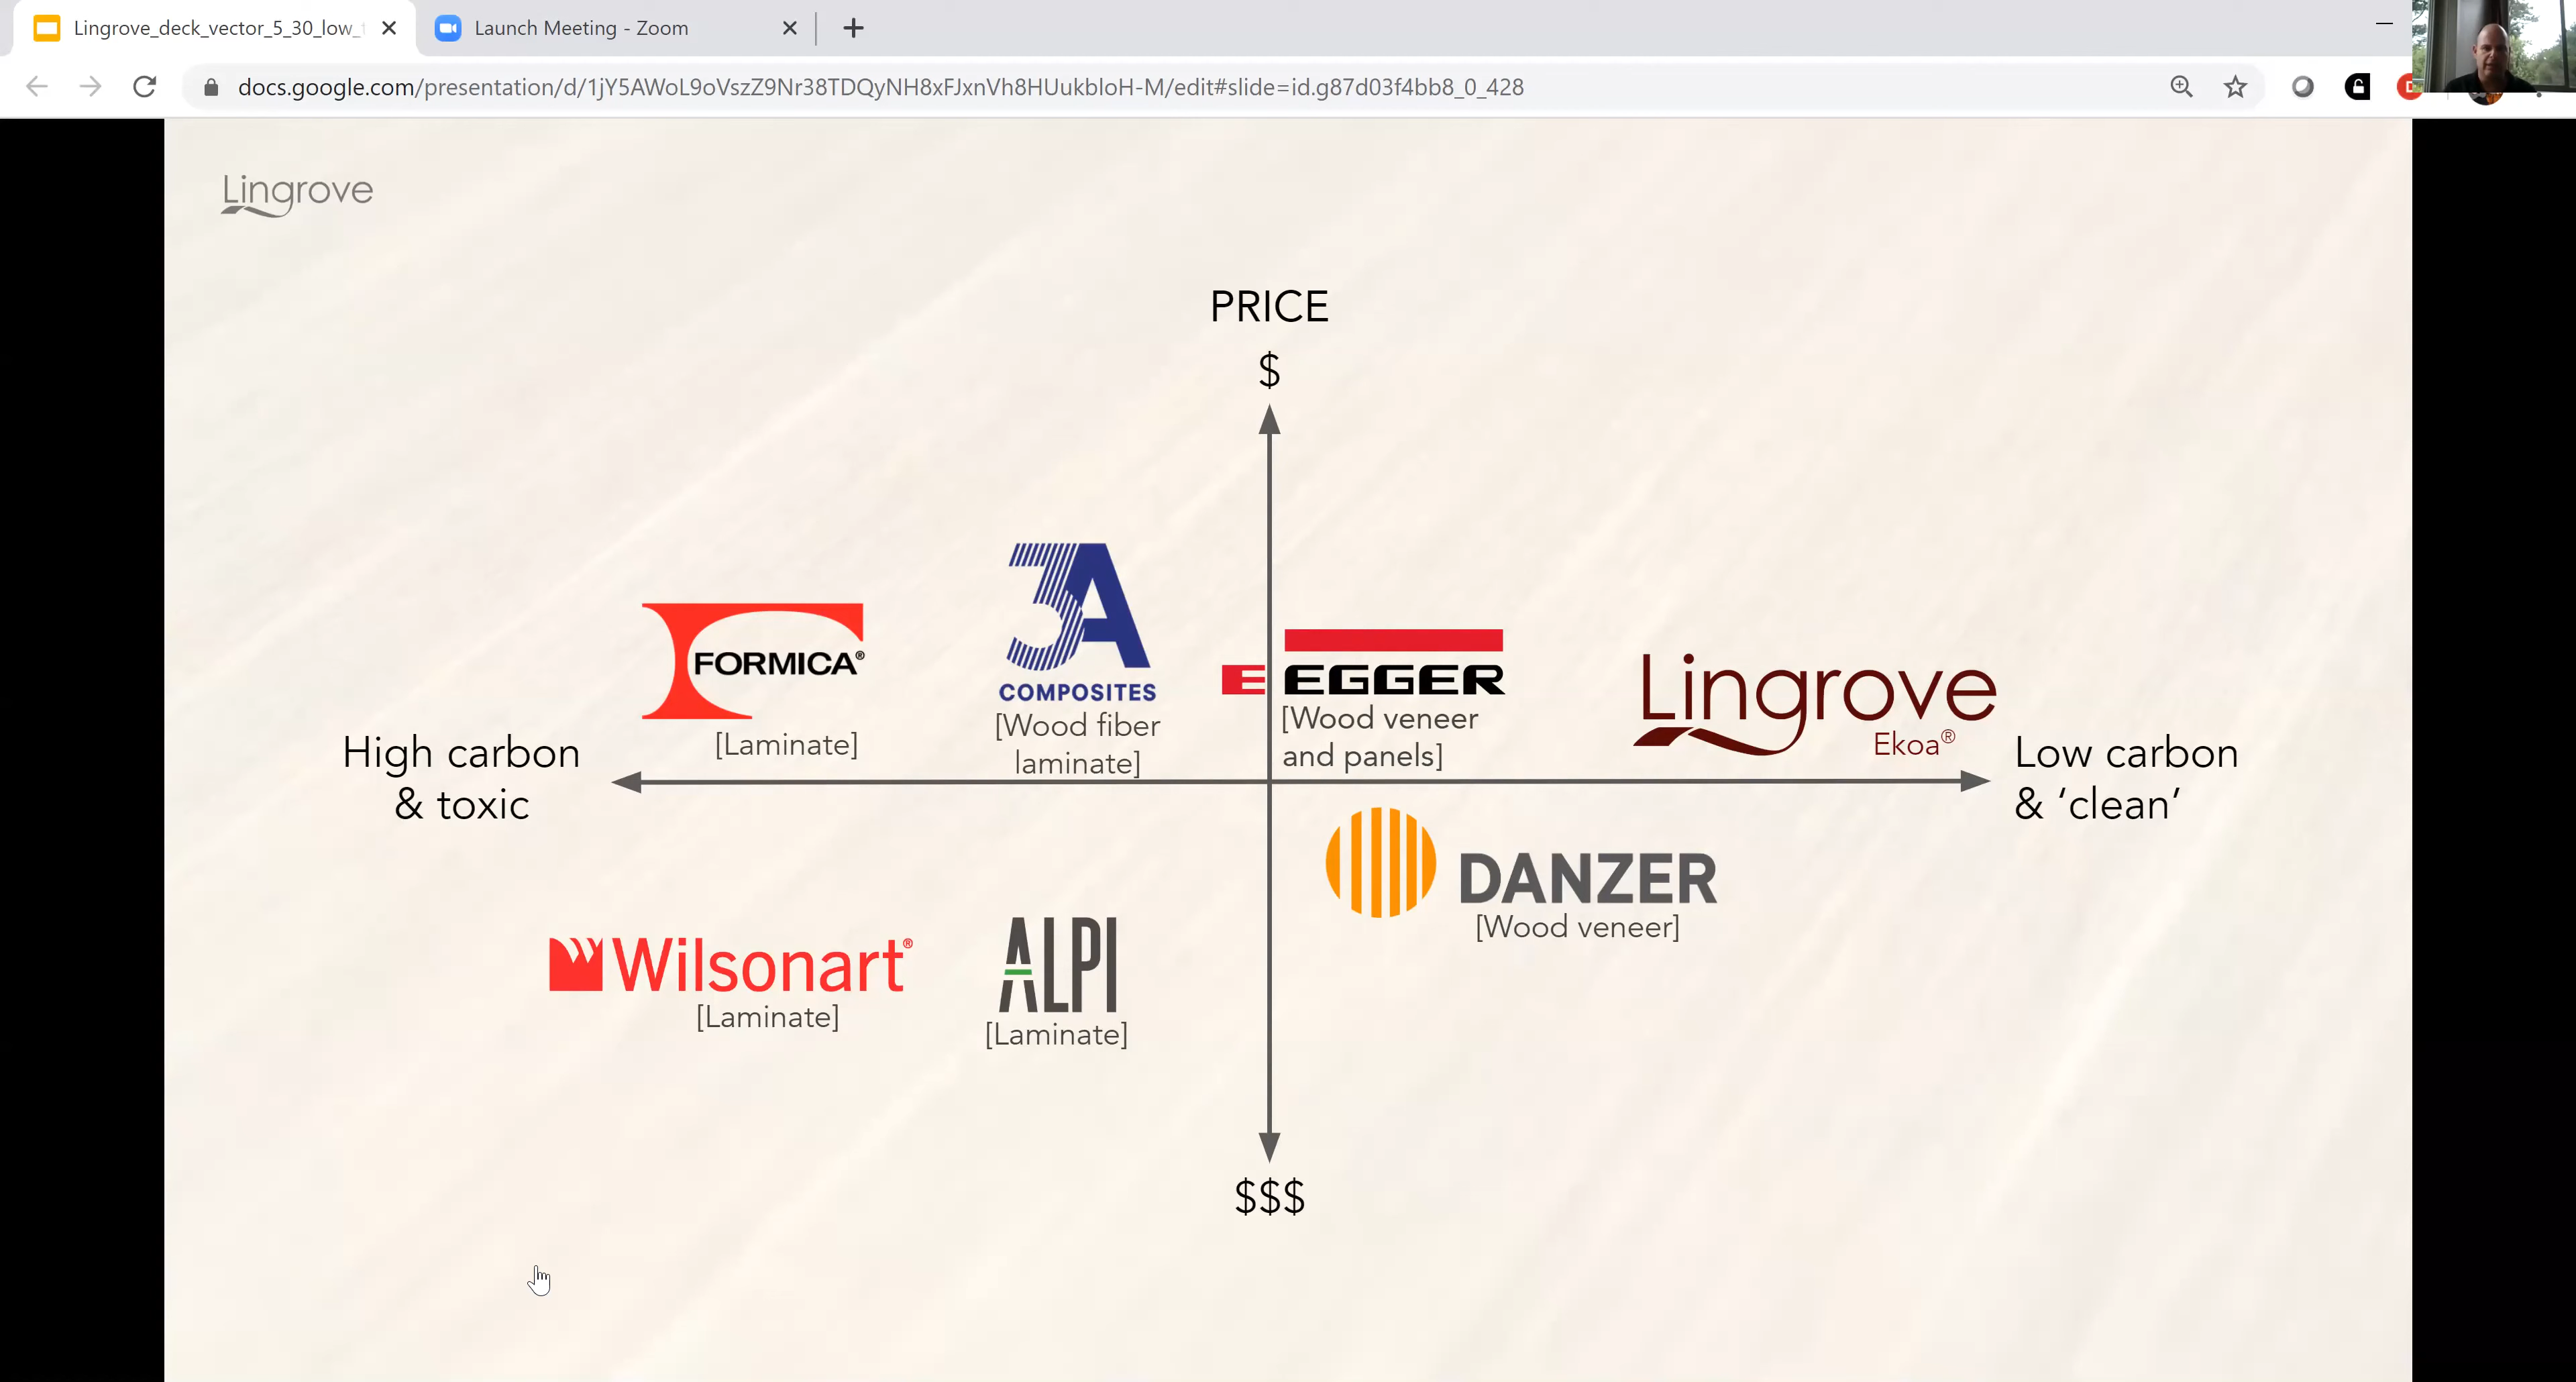 Lingrove_deck_vector_5_30_low_
Launch Meeting - Zoom
docs.google.com/presentation/d/1jY5AWoL9oVszZ9Nr38TDQyNH8xFJxnVh8HUukbloH-M/edit#slide=id.g87d03f4bb8_0_428
Lingrove
PRICE
$
3A
COMPOSITES
[Wood fiber
laminate]
FORMICA®
[Laminate]
E EGGER
[Wood veneer
and panels]
Lingrove
Ekoa®
High carbon
& toxic
Low carbon
& ‘clean’
DANZER
[Wood veneer]
Wilsonart®
[Laminate]
ALPI
[Laminate]
$$$